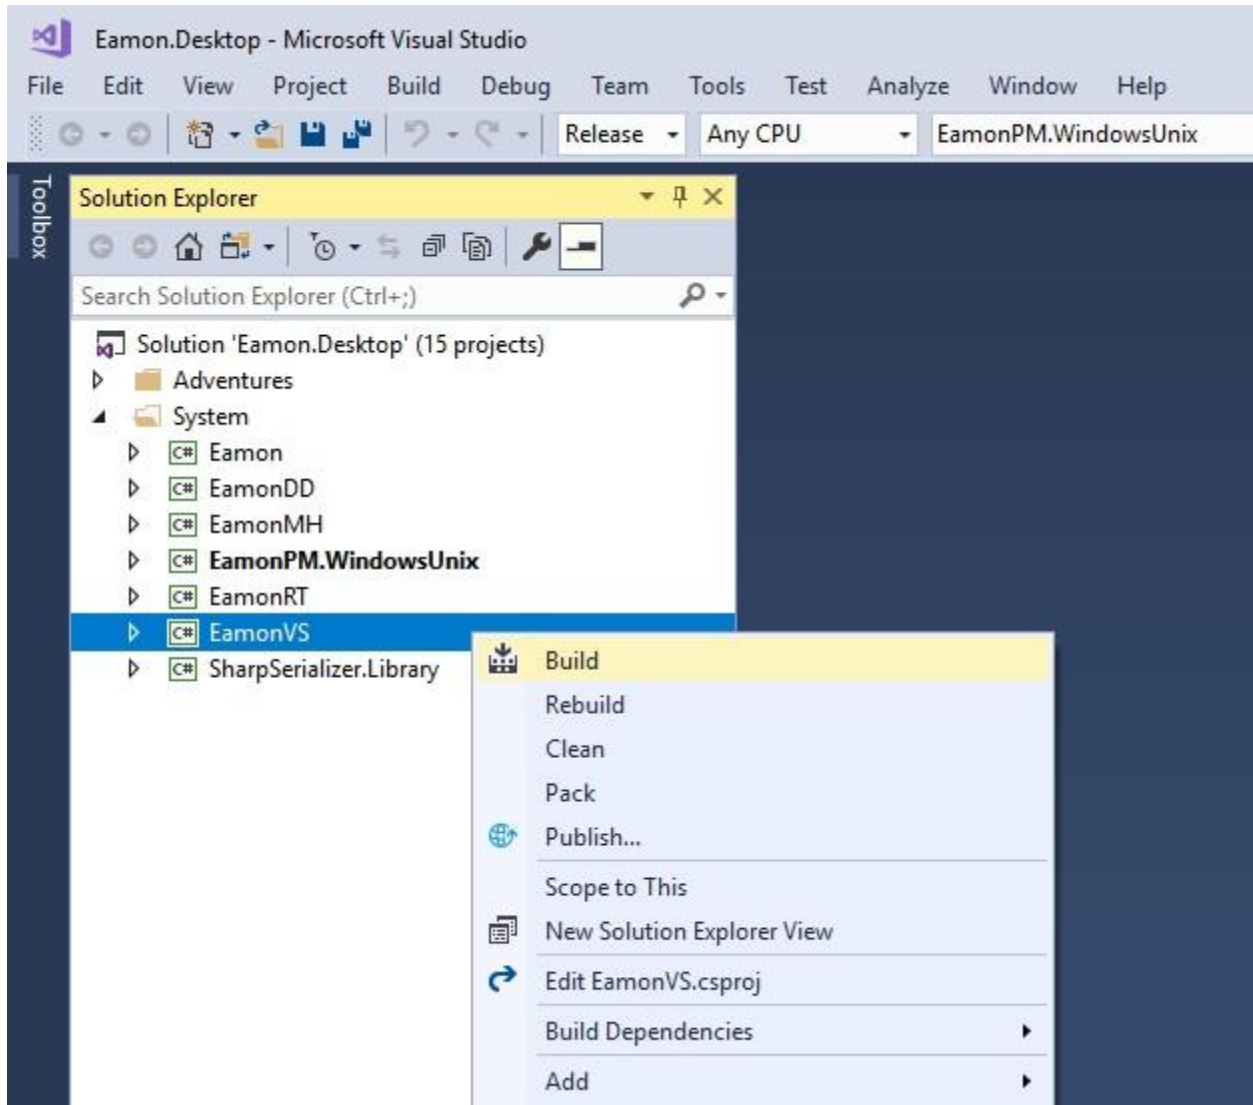 Eamon.Desktop - Microsoft Visual Studio
File Edit View Project Build Debug Team Tools Test Analyze Window Help
Release Any CPU EamonPM.WindowsUnix
Toolbox
Solution Explorer
Search Solution Explorer (Ctrl+;)
Solution 'Eamon.Desktop' (15 projects)
Adventures
System
C# Eamon
C# EamonDD
C# EamonMH
C# EamonPM.WindowsUnix
C# EamonRT
C# EamonVS
C# SharpSerializer.Library
Build
Rebuild
Clean
Pack
Publish...
Scope to This
New Solution Explorer View
Edit EamonVS.csproj
Build Dependencies
Add